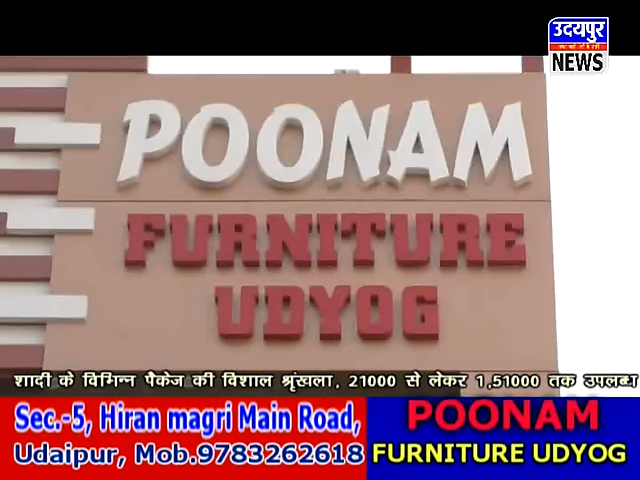 उदयपुर
NEWS
POONAM
FURNITURE
UDYOG
शादी के विभिन्न पैकेज की विशाल श्रृंखला, 21000 से लेकर 1,51000 तक उपलब्ध
Sec.-5, Hiran magri Main Road,
Udaipur, Mob.9783262618
POONAM
FURNITURE UDYOG